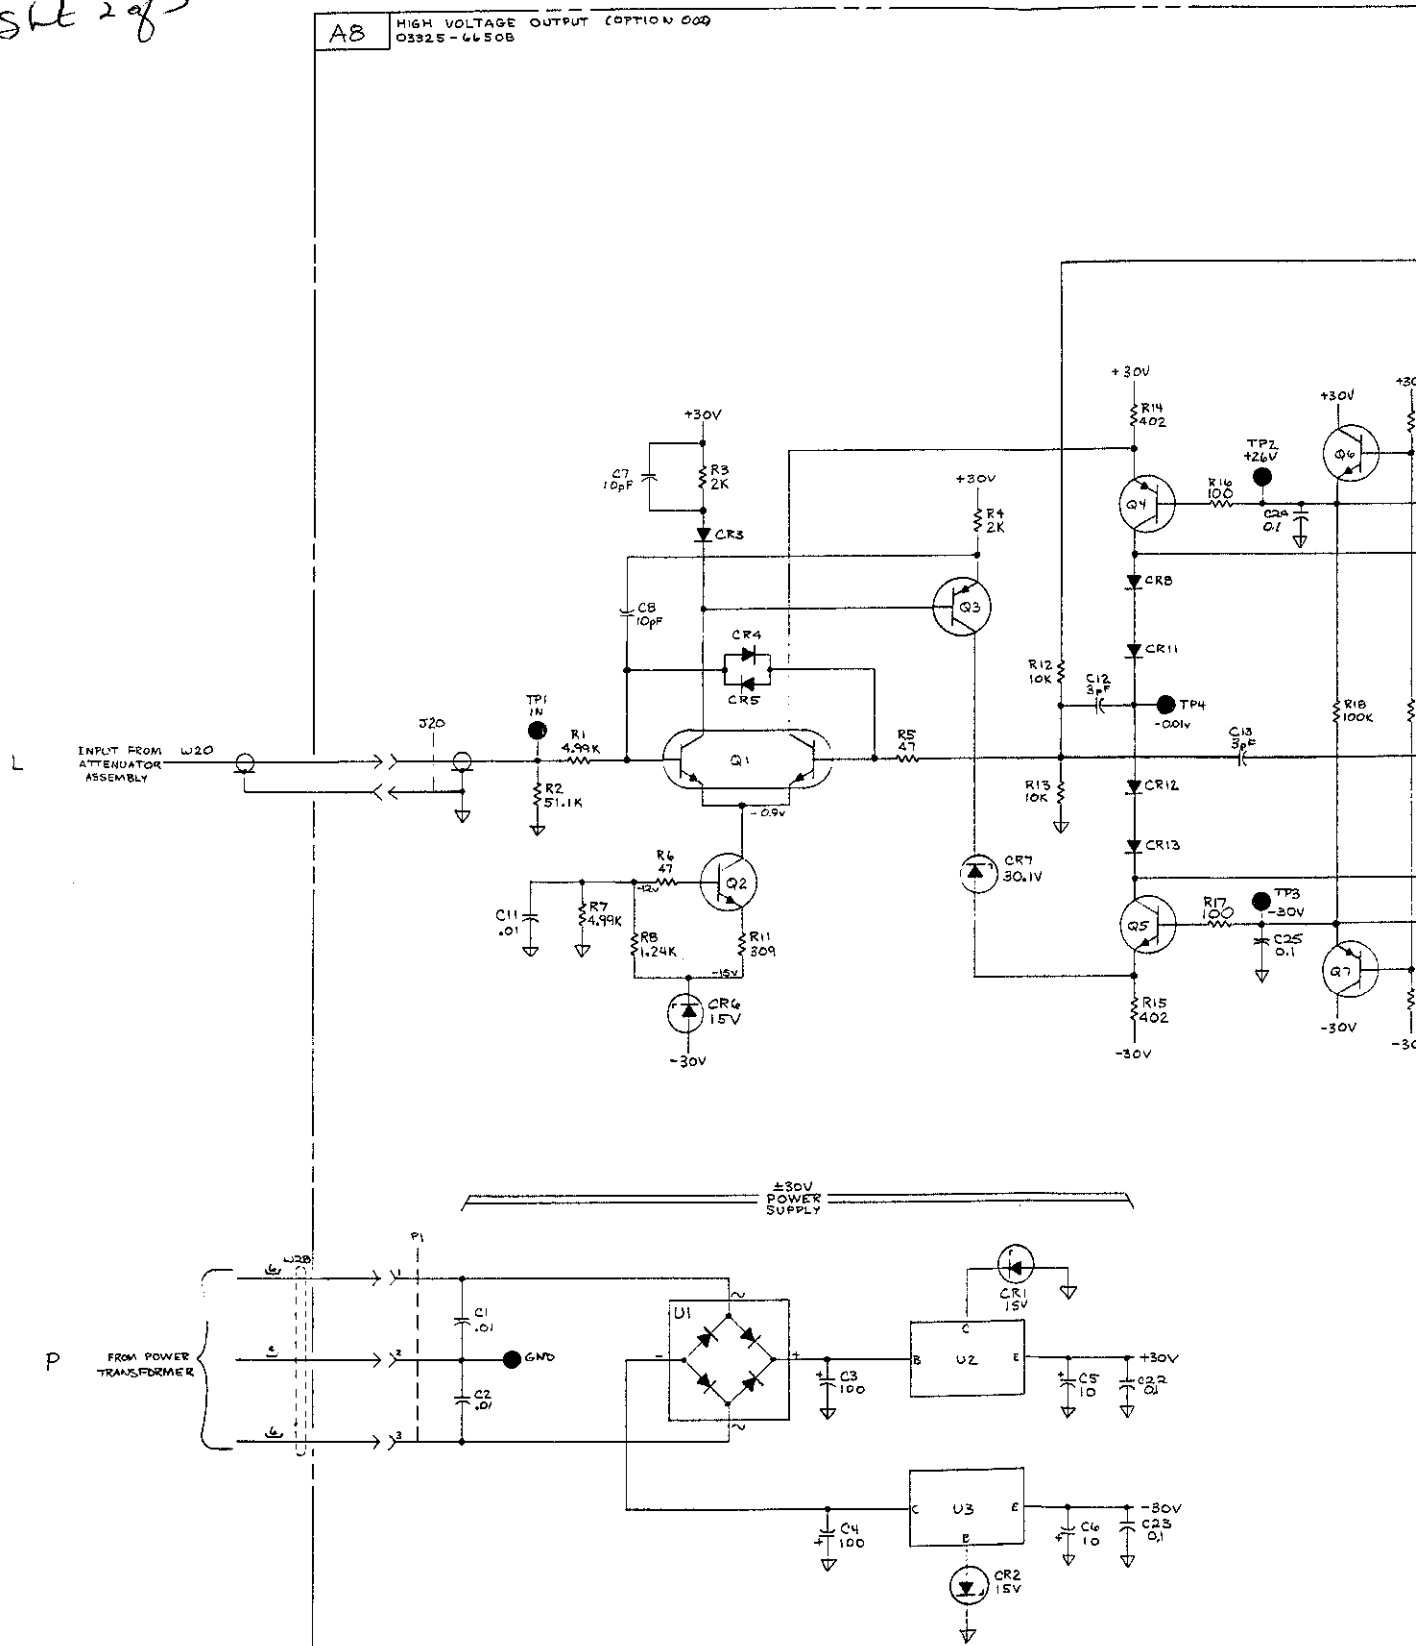 Sht 2 of
A8
HIGH VOLTAGE OUTPUT (OPTION 002)
03325-66508
+30V
R14
402
+30V
+30
+30V
C7
10pF
R3
2K
+30V
TP2
+26V
Q6
R4
2K
Q4
R16
100
C24
0.1
CR3
CR8
C8
10pF
Q3
CR4
CR11
CR5
R12
10K
C12
3pF
TP4
-0.01V
R18
100K
TP1
IN
J20
R1
4.99K
R5
47
C13
3pF
L
INPUT FROM W20
ATTENUATOR
ASSEMBLY
Q1
R2
51.1K
R13
10K
CR12
-0.9V
CR13
R6
47
CR7
30.1V
-12V
Q2
TP3
-30V
R17
100
C11
.01
R7
4.99K
Q5
R8
1.24K
R11
309
C25
0.1
Q7
-15V
CR6
15V
R15
402
-30V
-30V
-30V
-30
±30V
POWER
SUPPLY
P1
W28
6
1
CR1
15V
C1
.01
U1
~
C
P
FROM POWER
TRANSFORMER
2
GND
-
+
B
U2
E
+30V
C3
100
C5
10
C22
0.1
C2
.01
6
3
~
C
U3
E
-30V
C4
100
B
C6
10
C23
0.1
CR2
15V